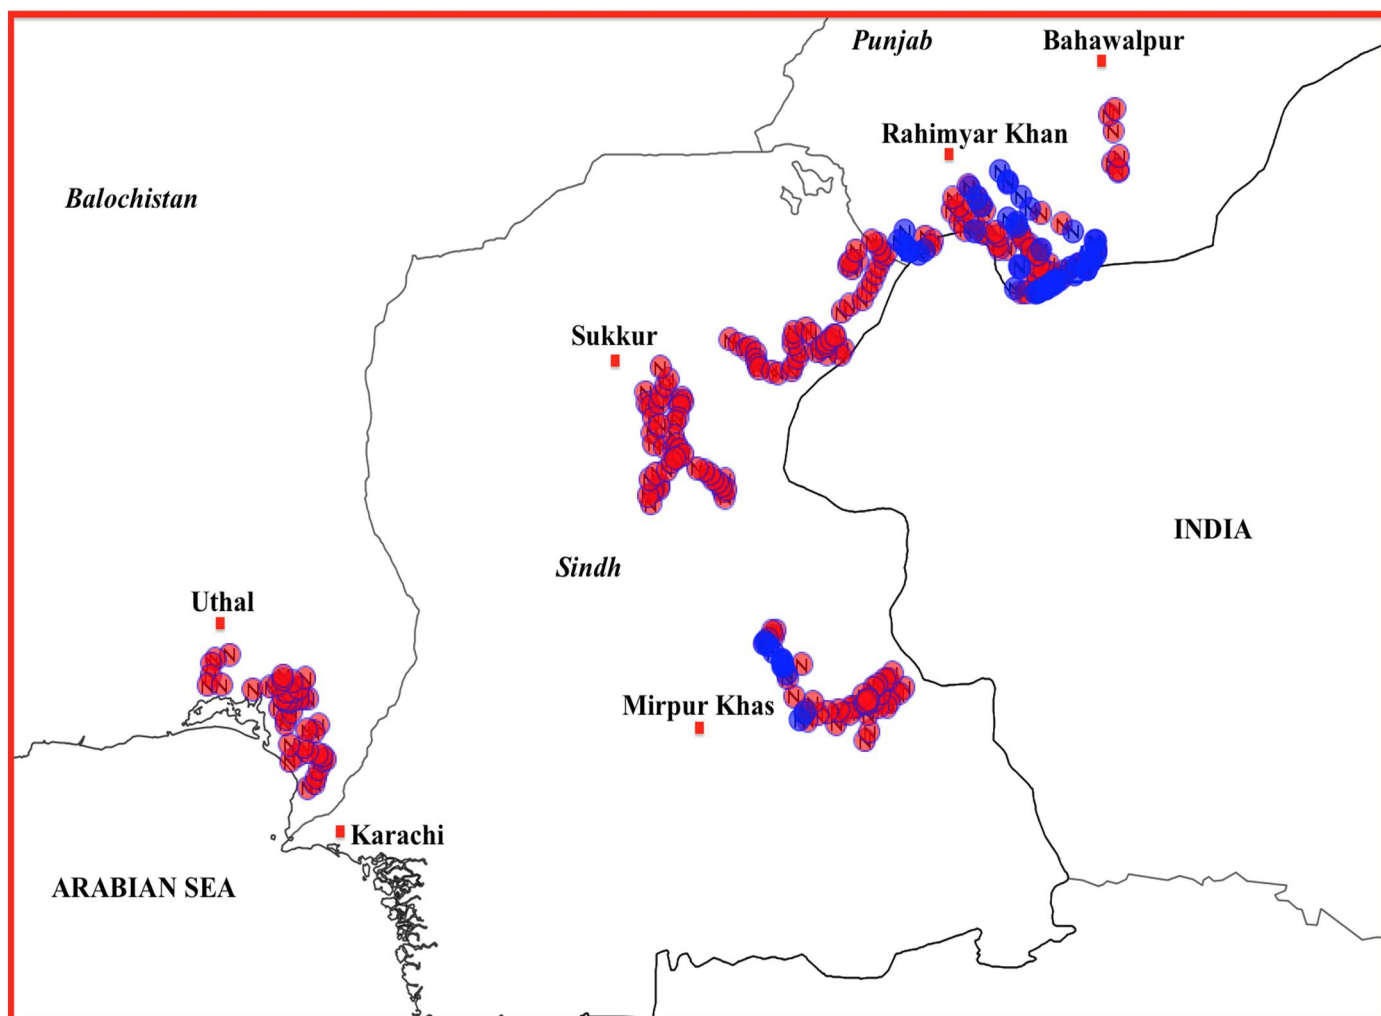 Punjab
Bahawalpur
Rahimyar Khan
Balochistan
Sukkur
INDIA
Sindh
Uthal
Mirpur Khas
Karachi
ARABIAN SEA